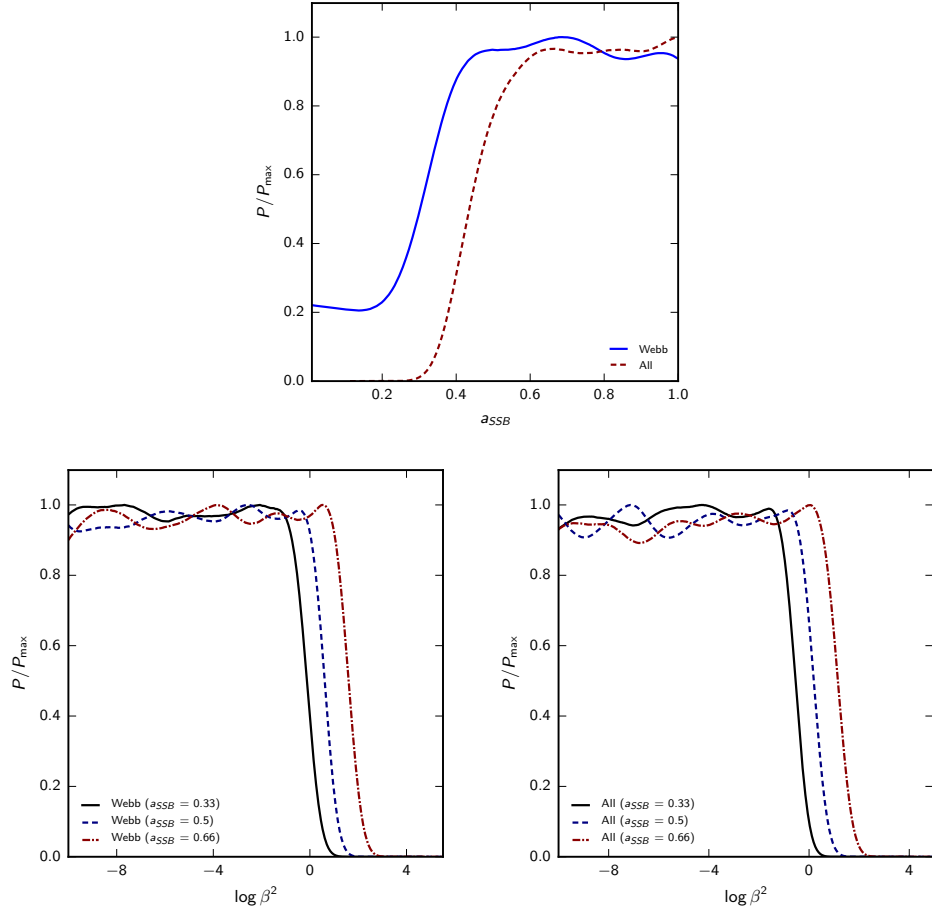 1.0
0.8
0.6
0.4
0.2
0.0
P/P_max
0.2 0.4 0.6 0.8 1.0
a_SSB
Webb
All
1.0
0.8
0.6
0.4
0.2
0.0
P/P_max
−8 −4 0 4
log β²
Webb (a_SSB = 0.33)
Webb (a_SSB = 0.5)
Webb (a_SSB = 0.66)
1.0
0.8
0.6
0.4
0.2
0.0
P/P_max
−8 −4 0 4
log β²
All (a_SSB = 0.33)
All (a_SSB = 0.5)
All (a_SSB = 0.66)